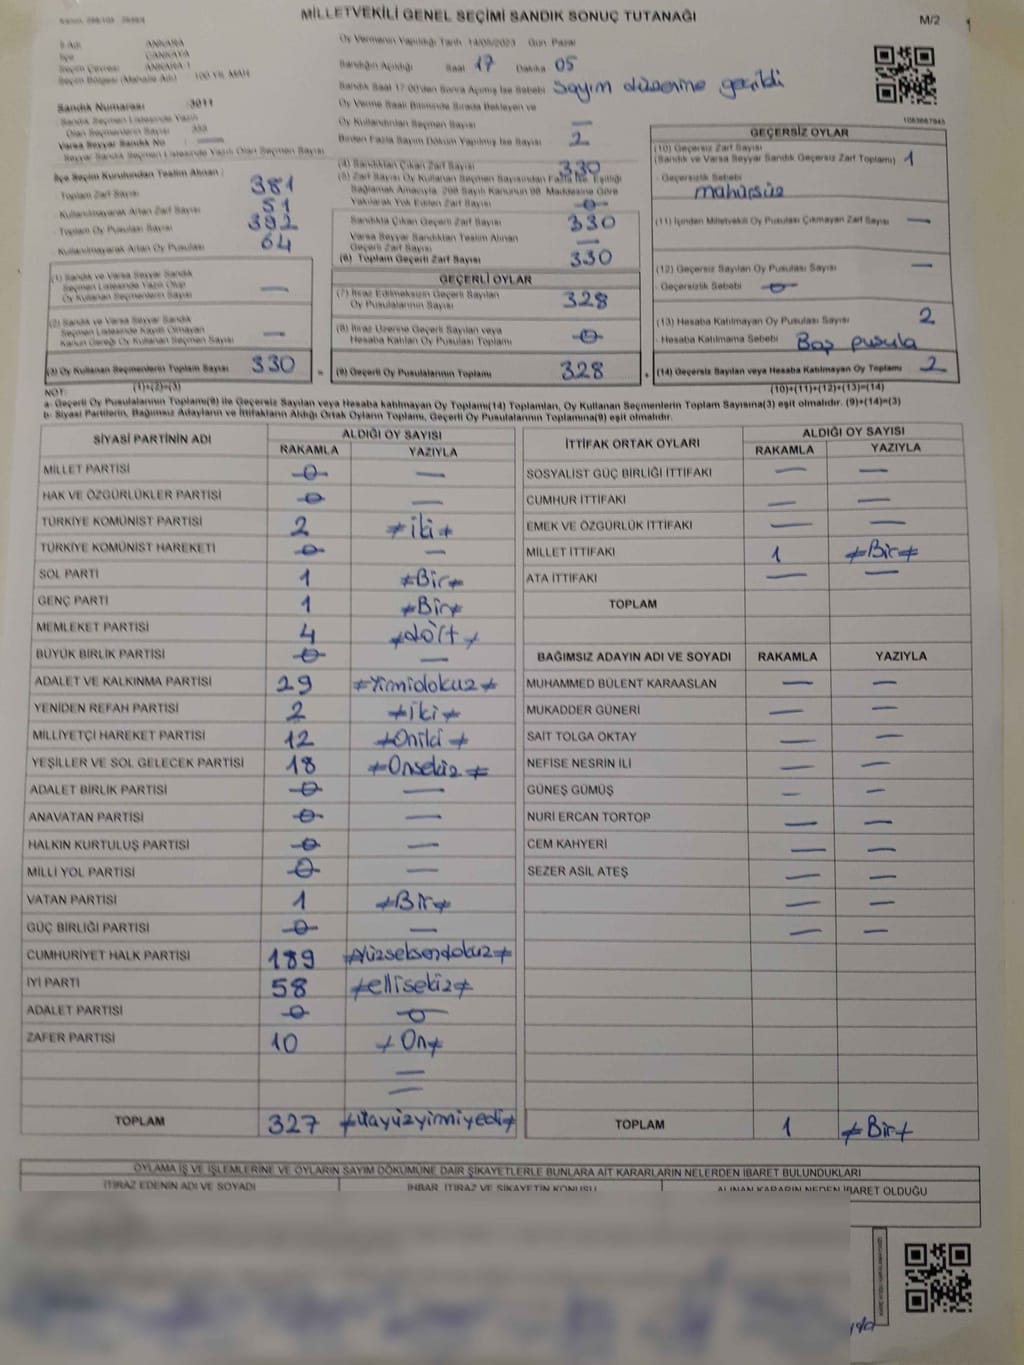 MİLLETVEKİLİ GENEL SEÇİMİ SANDIK SONUÇ TUTANAĞI
M/2
1
İl Adı ANKARA
İlçe ÇANKAYA
Seçim Çevresi ANKARA 1
Seçim Bölgesi (Mahalle Adı) 100 YIL MAH
Sandık Numarası 3011
Sandık Seçmen Listesinde Yazılı
Olan Seçmenlerin Sayısı
Varsa Seyyar Sandık No
Seyyar Sandık Seçmen Listesinde Yazılı Olan Seçmen Sayısı
İlçe Seçim Kurulundan Teslim Alınan :
Toplam Zarf Sayısı 381
Kullanılmayarak Artan Zarf Sayısı 51
Toplam Oy Pusulası Sayısı 392
Kullanılmayarak Artan Oy Pusulası 64
(1) Sandık ve Varsa Seyyar Sandık
Seçmen Listesinde Yazılı Olup
Oy Kullanan Seçmenlerin Sayısı —
(2) Sandık ve Varsa Seyyar Sandık
Seçmen Listesinde Kayıtlı Olmayan
Kanun Gereği Oy Kullanan Seçmen Sayısı —
(3) Oy Kullanan Seçmenlerin Toplam Sayısı 330
(1)+(2)=(3)
Oy Vermenin Yapıldığı Tarih 14/05/2023 Gün Pazar
Sandığın Açıldığı Saat 17 Dakika 05
Sandık Saat 17:00'den Sonra Açılmış İse Sebebi Sayım düzenine geçildi
Oy Verme Saati Bitiminde Sırada Bekleyen ve
Oy Kullandırılan Seçmen Sayısı —
Birden Fazla Sayım Döküm Yapılmış İse Sayısı 2
(4) Sandıktan Çıkan Zarf Sayısı 330
(5) Zarf Sayısı Oy Kullanan Seçmen Sayısından Fazla İse, Eşitliği
Sağlamak Amacıyla, 298 Sayılı Kanunun 98. Maddesine Göre
Yakılarak Yok Edilen Zarf Sayısı 0
Sandıkta Çıkan Geçerli Zarf Sayısı 330
Varsa Seyyar Sandıktan Teslim Alınan
Geçerli Zarf Sayısı —
(6) Toplam Geçerli Zarf Sayısı 330
GEÇERLİ OYLAR
(7) İtiraz Edilmeksizin Geçerli Sayılan
Oy Pusulalarının Sayısı 328
(8) İtiraz Üzerine Geçerli Sayılan veya
Hesaba Katılan Oy Pusulaları Toplamı 0
= (9) Geçerli Oy Pusulalarının Toplamı 328
1083867945
GEÇERSİZ OYLAR
(10) Geçersiz Zarf Sayısı
(Sandık ve Varsa Seyyar Sandık Geçersiz Zarf Toplamı) 1
- Geçersizlik Sebebi
mühürsüz
(11) İçinden Milletvekili Oy Pusulası Çıkmayan Zarf Sayısı —
(12) Geçersiz Sayılan Oy Pusulası Sayısı —
- Geçersizlik Sebebi 0
(13) Hesaba Katılmayan Oy Pusulası Sayısı 2
- Hesaba Katılmama Sebebi Boş pusula
+ (14) Geçersiz Sayılan veya Hesaba Katılmayan Oy Toplamı 2
(10)+(11)+(12)+(13)=(14)
NOT:
a- Geçerli Oy Pusulalarının Toplamı(9) ile Geçersiz Sayılan veya Hesaba katılmayan Oy Toplamı(14) Toplamları, Oy Kullanan Seçmenlerin Toplam Sayısına(3) eşit olmalıdır. (9)+(14)=(3)
b- Siyasi Partilerin, Bağımsız Adayların ve İttifakların Aldığı Ortak Oyların Toplamı, Geçerli Oy Pusulalarının Toplamına(9) eşit olmalıdır.
SİYASİ PARTİNİN ADI ALDIĞI OY SAYISI
RAKAMLA YAZIYLA
MİLLET PARTİSİ 0 —
HAK VE ÖZGÜRLÜKLER PARTİSİ 0 —
TÜRKİYE KOMÜNİST PARTİSİ 2 ≠iki≠
TÜRKİYE KOMÜNİST HAREKETİ 0 —
SOL PARTİ 1 ≠Bir≠
GENÇ PARTİ 1 ≠Bir≠
MEMLEKET PARTİSİ 4 ≠dört≠
BÜYÜK BİRLİK PARTİSİ 0 —
ADALET VE KALKINMA PARTİSİ 29 ≠Yirmidokuz≠
YENİDEN REFAH PARTİSİ 2 ≠iki≠
MİLLİYETÇİ HAREKET PARTİSİ 12 ≠Oniki≠
YEŞİLLER VE SOL GELECEK PARTİSİ 18 ≠Onsekiz≠
ADALET BİRLİK PARTİSİ 0 —
ANAVATAN PARTİSİ 0 —
HALKIN KURTULUŞ PARTİSİ 0 —
MİLLİ YOL PARTİSİ 0 —
VATAN PARTİSİ 1 ≠Bir≠
GÜÇ BİRLİĞİ PARTİSİ 0 —
CUMHURİYET HALK PARTİSİ 189 ≠Yüzseksendokuz≠
İYİ PARTİ 58 ≠ellisekiz≠
ADALET PARTİSİ 0 0
ZAFER PARTİSİ 10 ≠On≠
—
—
TOPLAM 327 ≠üçyüzyirmiyedi≠
İTTİFAK ORTAK OYLARI ALDIĞI OY SAYISI
RAKAMLA YAZIYLA
SOSYALİST GÜÇ BİRLİĞİ İTTİFAKI — —
CUMHUR İTTİFAKI — —
EMEK VE ÖZGÜRLÜK İTTİFAKI — —
MİLLET İTTİFAKI 1 ≠Bir≠
ATA İTTİFAKI — —
TOPLAM
BAĞIMSIZ ADAYIN ADI VE SOYADI RAKAMLA YAZIYLA
MUHAMMED BÜLENT KARAASLAN — —
MUKADDER GÜNERİ — —
SAİT TOLGA OKTAY — —
NEFİSE NESRİN İLİ — —
GÜNEŞ GÜMÜŞ — —
NURİ ERCAN TORTOP — —
CEM KAHYERİ — —
SEZER ASIL ATEŞ — —
— —
— —
TOPLAM 1 ≠Bir≠
OYLAMA İŞ VE İŞLEMLERİNE VE OYLARIN SAYIM DÖKÜMÜNE DAİR ŞİKAYETLERLE BUNLARA AİT KARARLARIN NELERDEN İBARET BULUNDUKLARI
İTİRAZ EDENİN ADI VE SOYADI İHBAR, İTİRAZ VE ŞİKAYETİN KONUSU ALINAN KARARIN NEDEN İBARET OLDUĞU